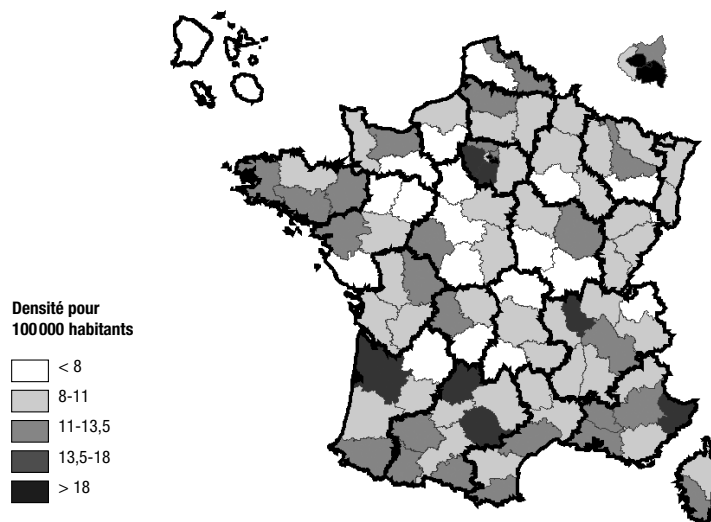 Densité pour
100 000 habitants
< 8
8-11
11-13,5
13,5-18
> 18